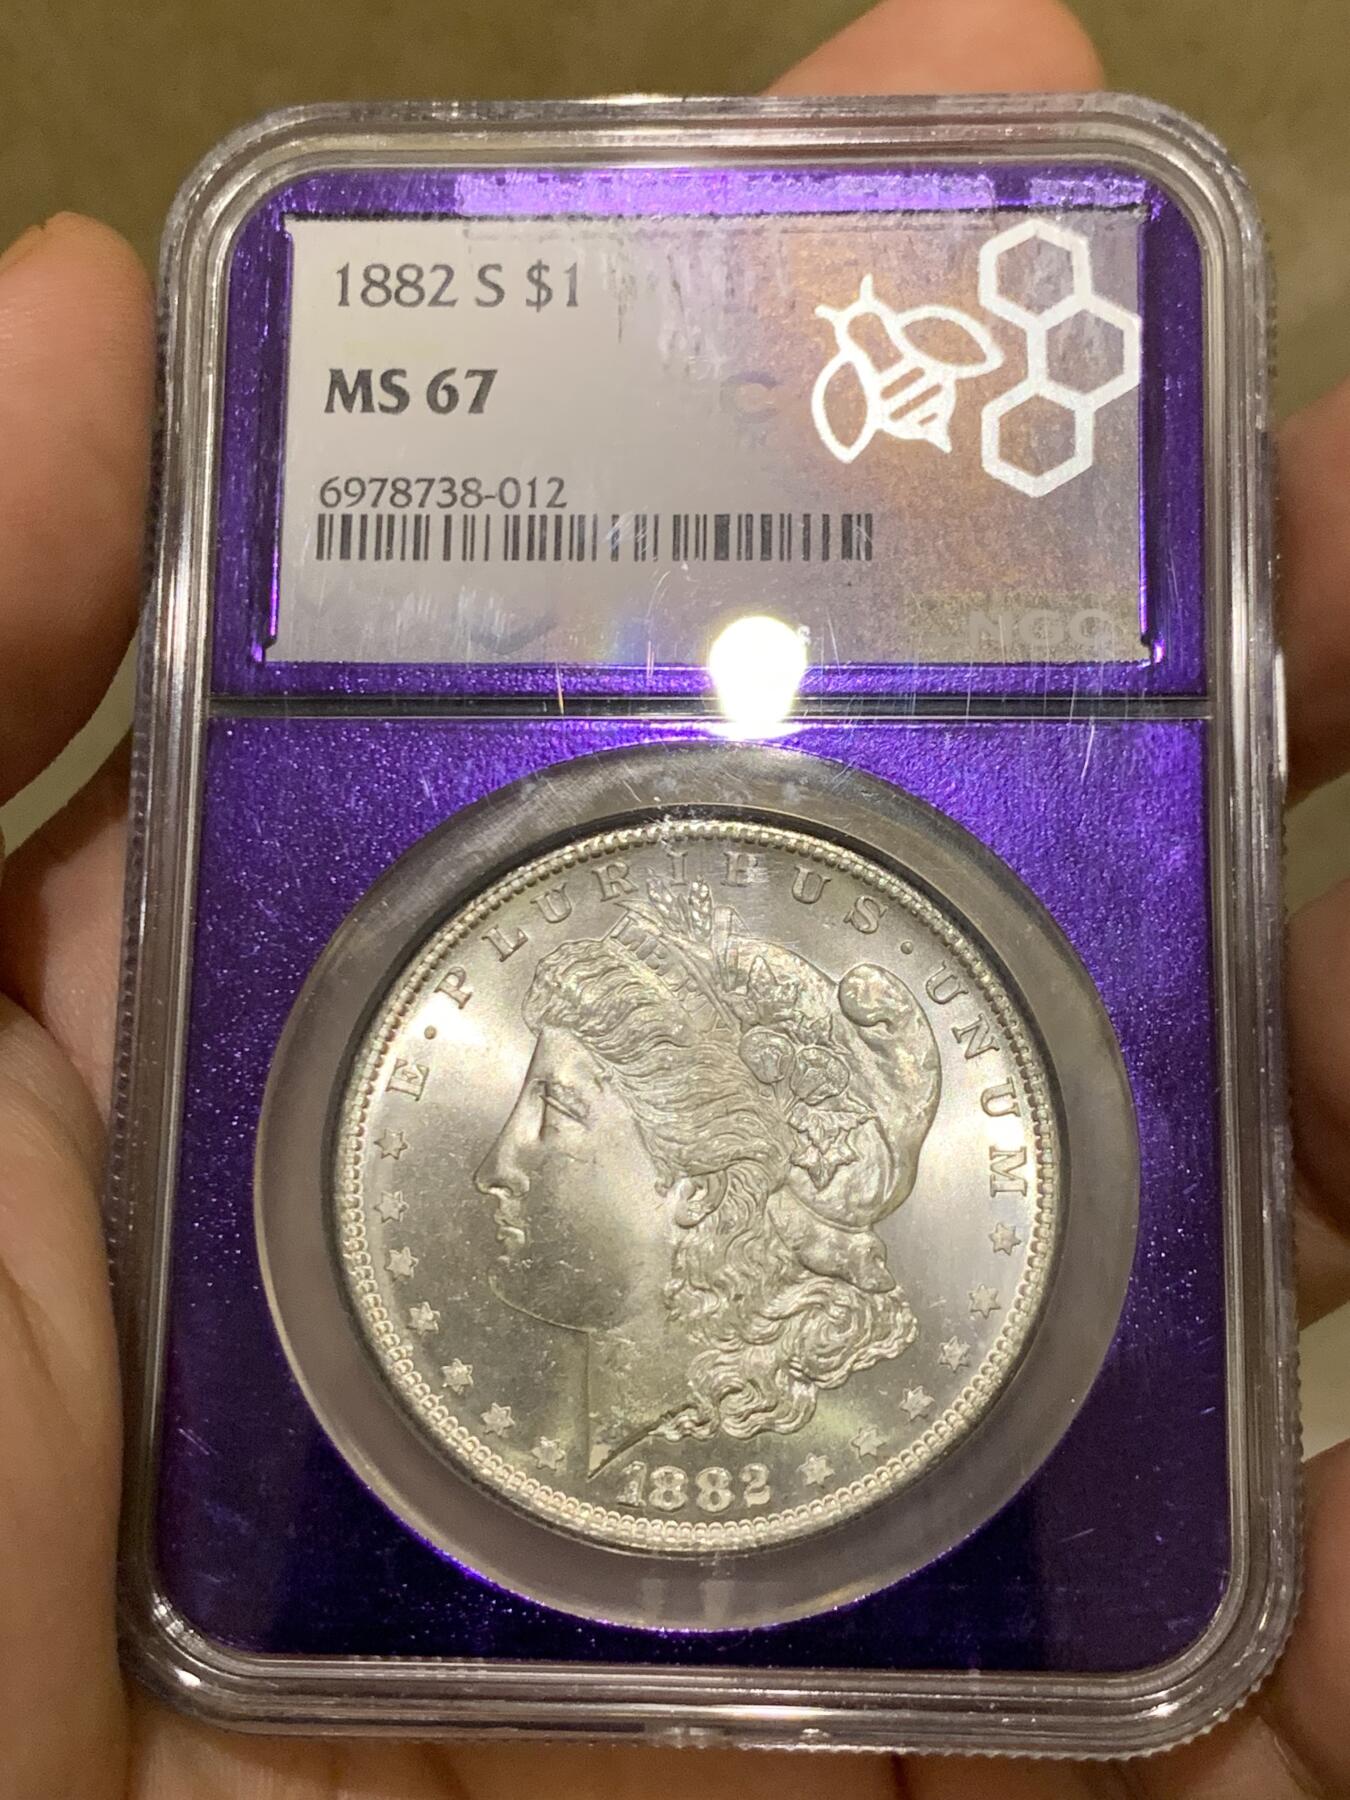 1882 S $1
MS 67
6978738-012
NGC
E · PLURIBUS · UNUM
LIBERTY
1882